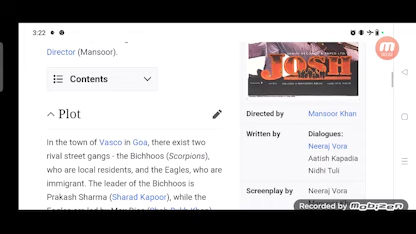 3:22
Director (Mansoor).
Contents
Plot
In the town of Vasco in Goa, there exist two
rival street gangs - the Bichhoos (Scorpions),
who are local residents, and the Eagles, who are
immigrant. The leader of the Bichhoos is
Prakash Sharma (Sharad Kapoor), while the
JOSH
Directed by Mansoor Khan
Written by Dialogues:
Neeraj Vora
Aatish Kapadia
Nidhi Tuli
Screenplay by Neeraj Vora
Recorded by Mobizen